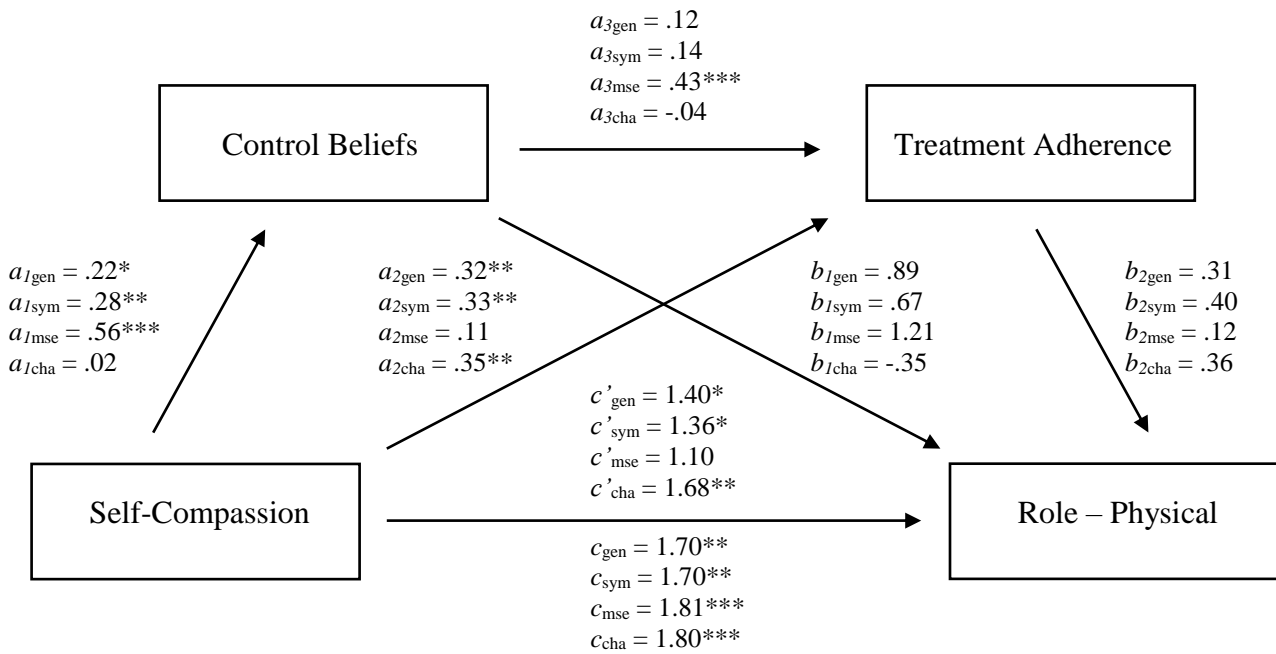 a3gen = .12
a3sym = .14
a3mse = .43***
a3cha = -.04
Control Beliefs
Treatment Adherence
a1gen = .22*
a1sym = .28**
a1mse = .56***
a1cha = .02
a2gen = .32**
a2sym = .33**
a2mse = .11
a2cha = .35**
b1gen = .89
b1sym = .67
b1mse = 1.21
b1cha = -.35
b2gen = .31
b2sym = .40
b2mse = .12
b2cha = .36
c’gen = 1.40*
c’sym = 1.36*
c’mse = 1.10
c’cha = 1.68**
Self-Compassion
Role – Physical
cgen = 1.70**
csym = 1.70**
cmse = 1.81***
ccha = 1.80***